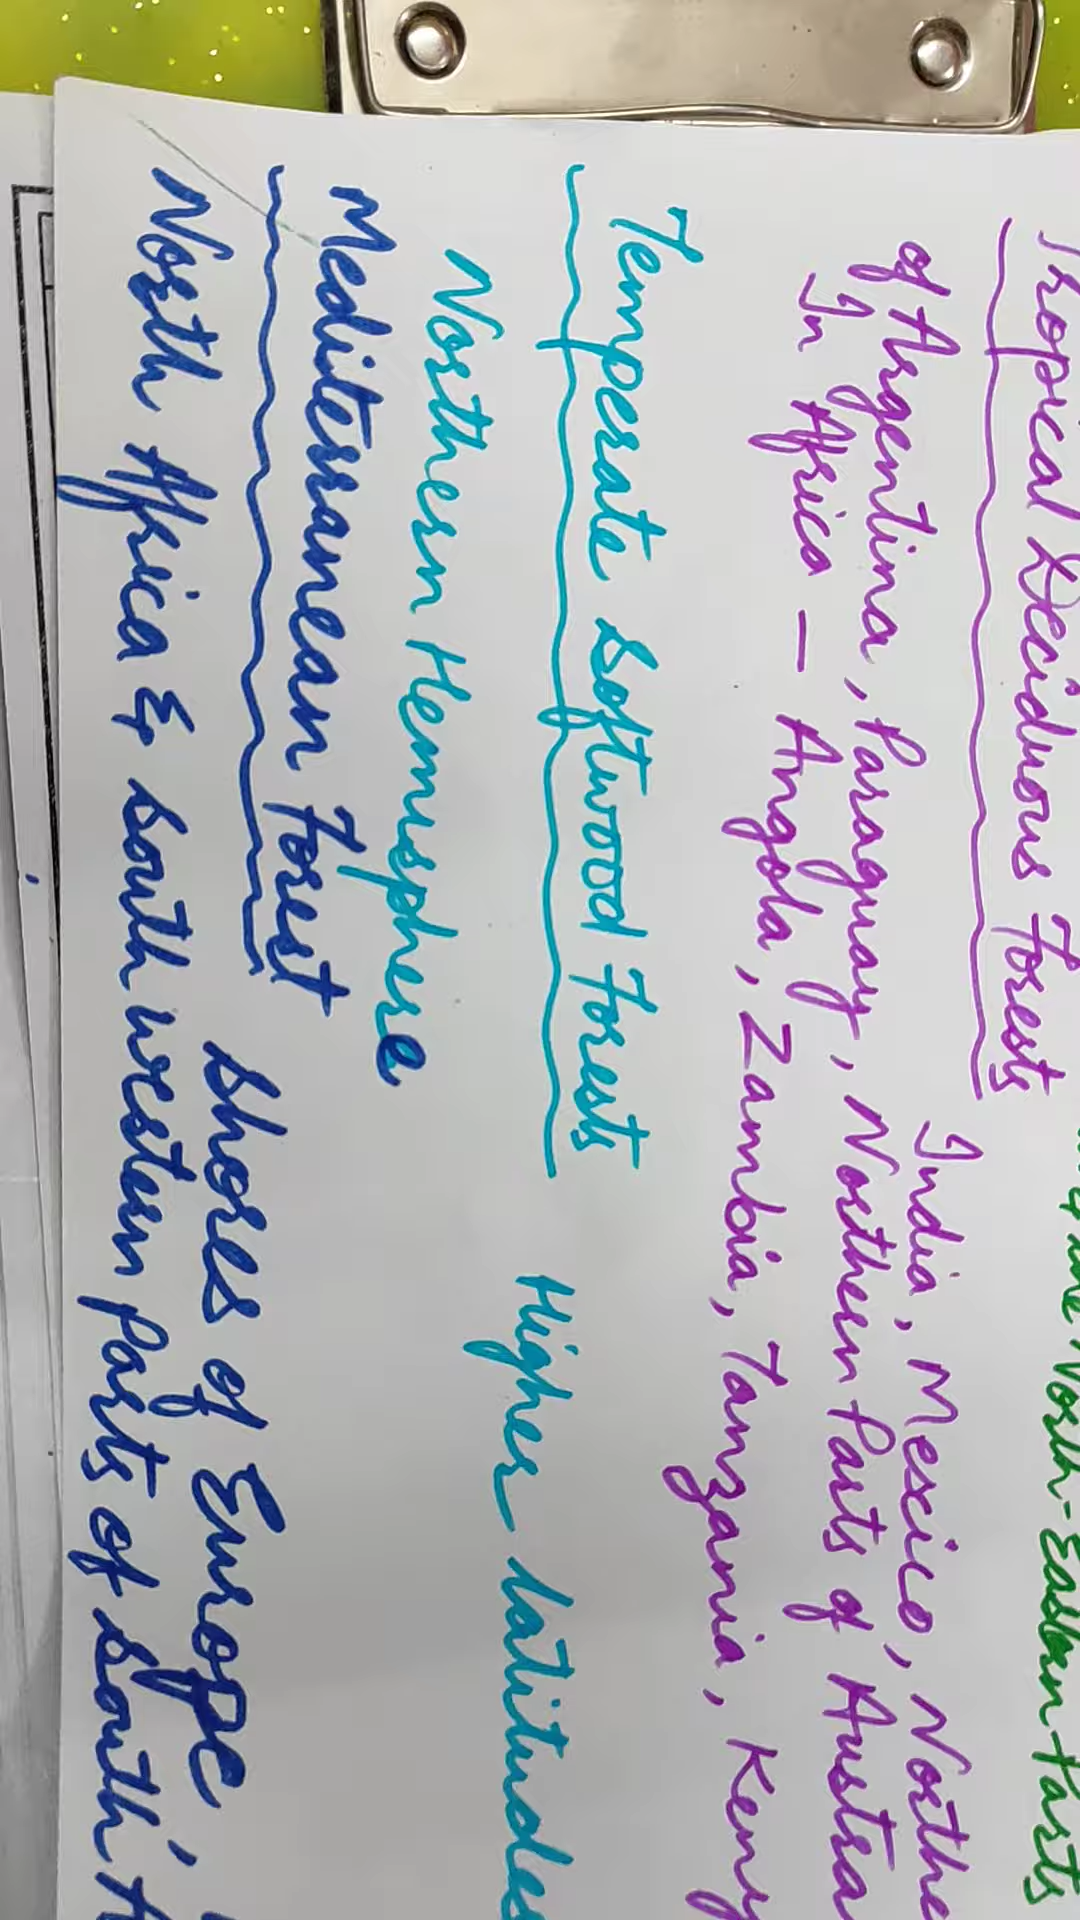 North-Eastern Parts
Tropical Deciduous Forests
India, Mexico, Northe
of Argentina, Paraguay, Northern Parts of Austra
In Africa – Angola, Zambia, Tanzania, Keny
Temperate Softwood Forests
Higher Latitudes
Northern Hemisphere
Mediterranean Forest
Shores of Europe,
North Africa & South western Parts of South A